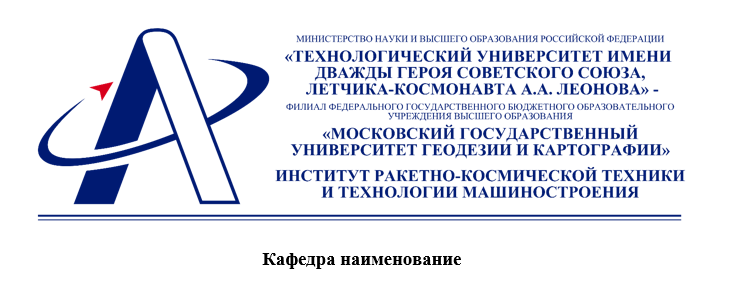 МИНИСТЕРСТВО НАУКИ И ВЫСШЕГО ОБРАЗОВАНИЯ РОССИЙСКОЙ ФЕДЕРАЦИИ
«ТЕХНОЛОГИЧЕСКИЙ УНИВЕРСИТЕТ ИМЕНИ
ДВАЖДЫ ГЕРОЯ СОВЕТСКОГО СОЮЗА,
ЛЕТЧИКА-КОСМОНАВТА А.А. ЛЕОНОВА» -
ФИЛИАЛ ФЕДЕРАЛЬНОГО ГОСУДАРСТВЕННОГО БЮДЖЕТНОГО ОБРАЗОВАТЕЛЬНОГО
УЧРЕЖДЕНИЯ ВЫСШЕГО ОБРАЗОВАНИЯ
«МОСКОВСКИЙ ГОСУДАРСТВЕННЫЙ
УНИВЕРСИТЕТ ГЕОДЕЗИИ И КАРТОГРАФИИ»
ИНСТИТУТ РАКЕТНО-КОСМИЧЕСКОЙ ТЕХНИКИ
И ТЕХНОЛОГИИ МАШИНОСТРОЕНИЯ
Кафедра наименование